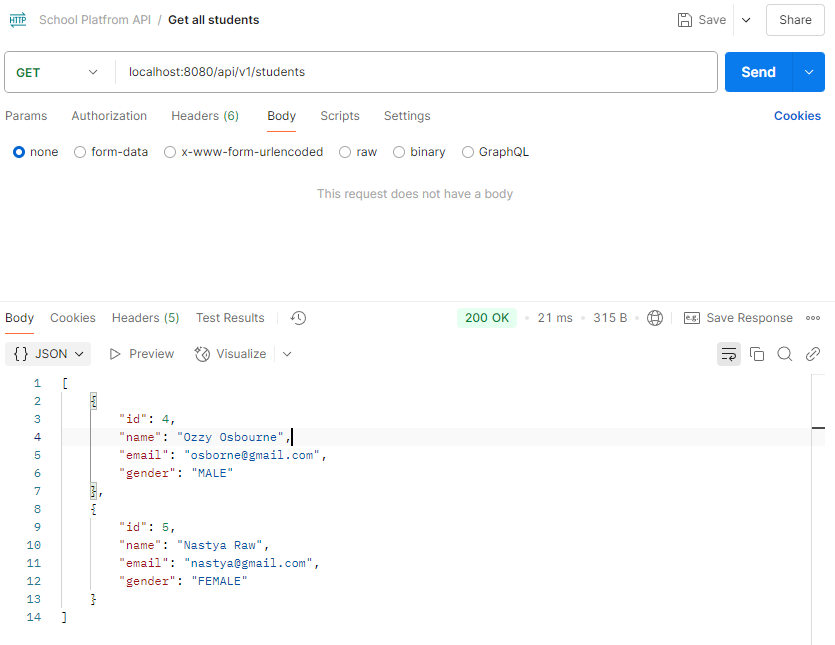 HTTP School Platfrom API / Get all students Save Share
GET localhost:8080/api/v1/students Send
Params Authorization Headers (6) Body Scripts Settings Cookies
none form-data x-www-form-urlencoded raw binary GraphQL
This request does not have a body
Body Cookies Headers (5) Test Results 200 OK • 21 ms • 315 B • e.g. Save Response
{} JSON Preview Visualize
1 [
2 {
3 "id": 4,
4 "name": "Ozzy Osbourne",
5 "email": "osborne@gmail.com",
6 "gender": "MALE"
7 },
8 {
9 "id": 5,
10 "name": "Nastya Raw",
11 "email": "nastya@gmail.com",
12 "gender": "FEMALE"
13 }
14 ]